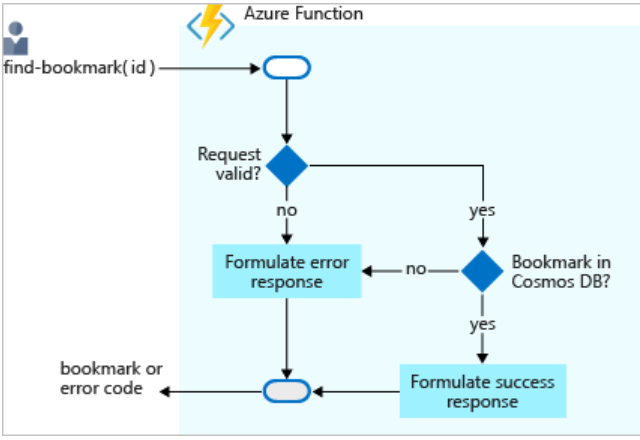 Azure Function
find-bookmark( id )
Request
valid?
no
yes
Formulate error
response
no
Bookmark in
Cosmos DB?
yes
bookmark or
error code
Formulate success
response